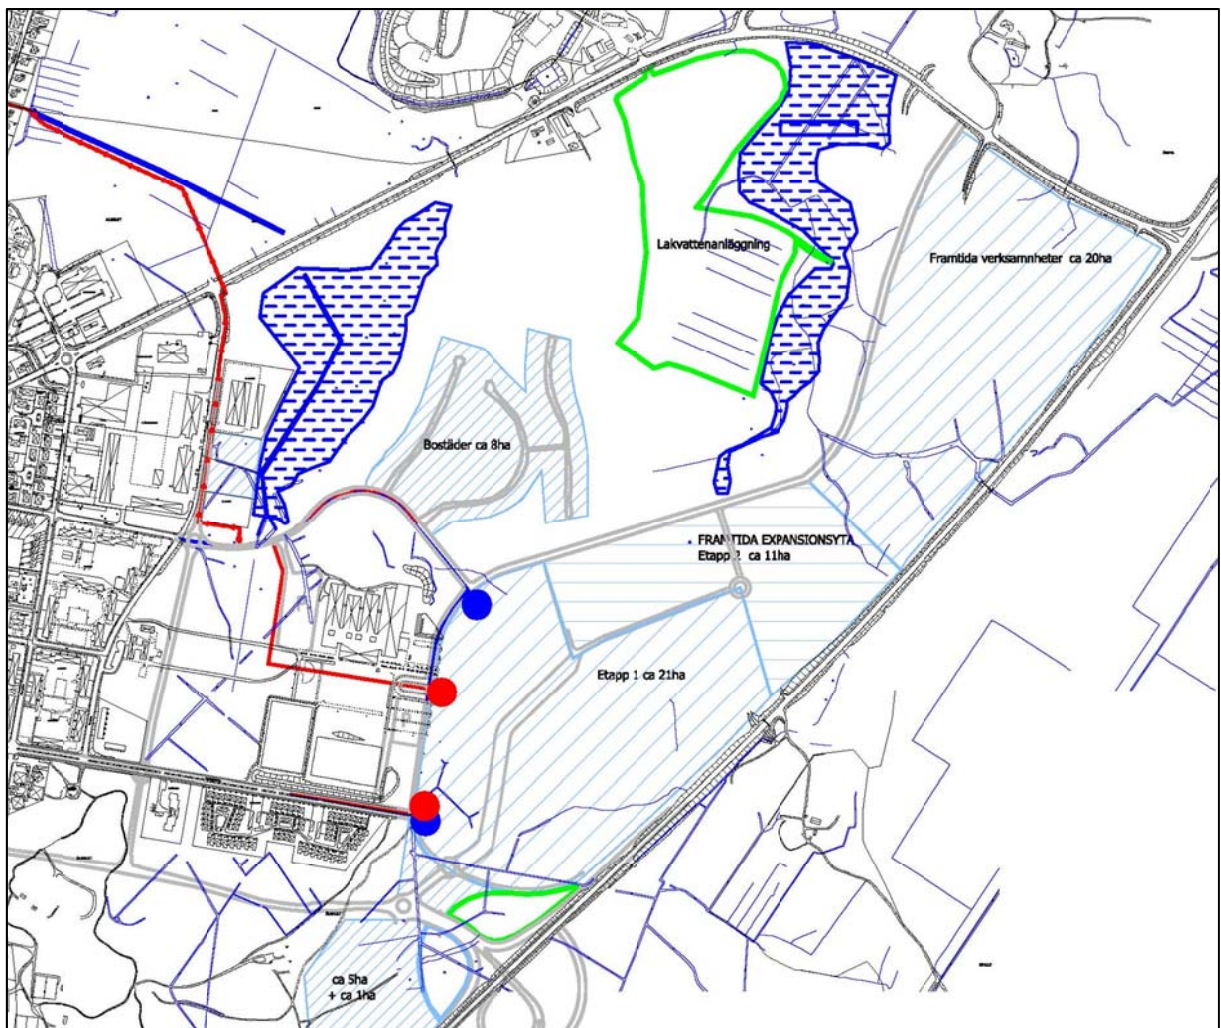 Lakvattenanläggning
Framtida verksamnheter ca 20ha
Bostäder ca 8ha
FRAMTIDA EXPANSIONSYTA
Etapp 2 ca 11ha
Etapp 1 ca 21ha
ca 5ha
+ ca 1ha